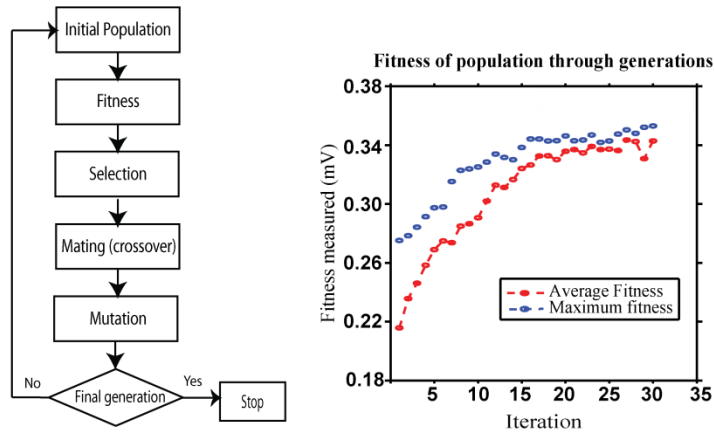 Initial Population
Fitness
Selection
Mating (crossover)
Mutation
No
Final generation
Yes
Stop
Fitness of population through generations
Fitness measured (mV)
0.38
0.34
0.30
0.26
0.22
0.18
Average Fitness
Maximum fitness
5
10
15
20
25
30
35
Iteration